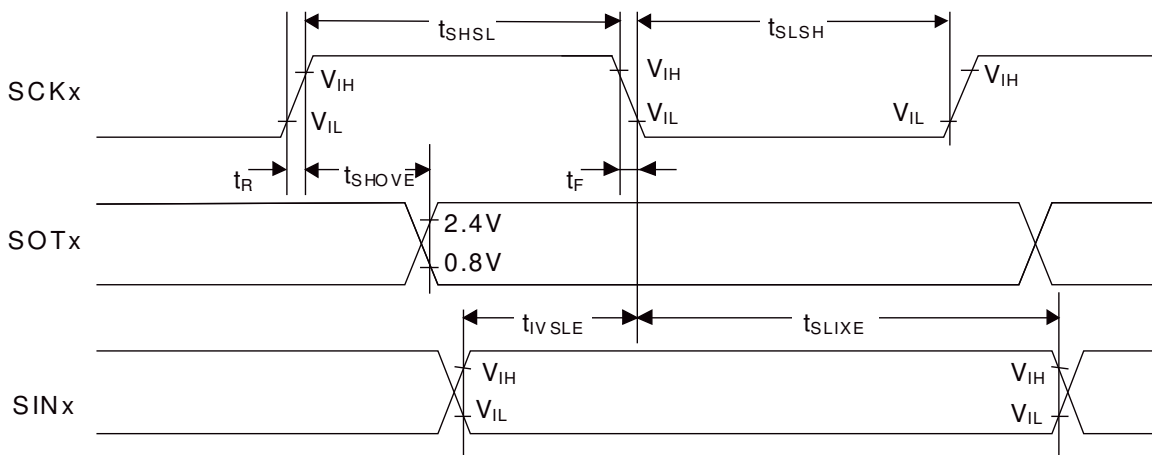 tSHSL
tSLSH
SCKx
VIH
VIH
VIH
VIL
VIL
VIL
tR
tSHOVE
tF
SOTx
2.4V
0.8V
tIVSLE
tSLIXE
SINx
VIH
VIH
VIL
VIL